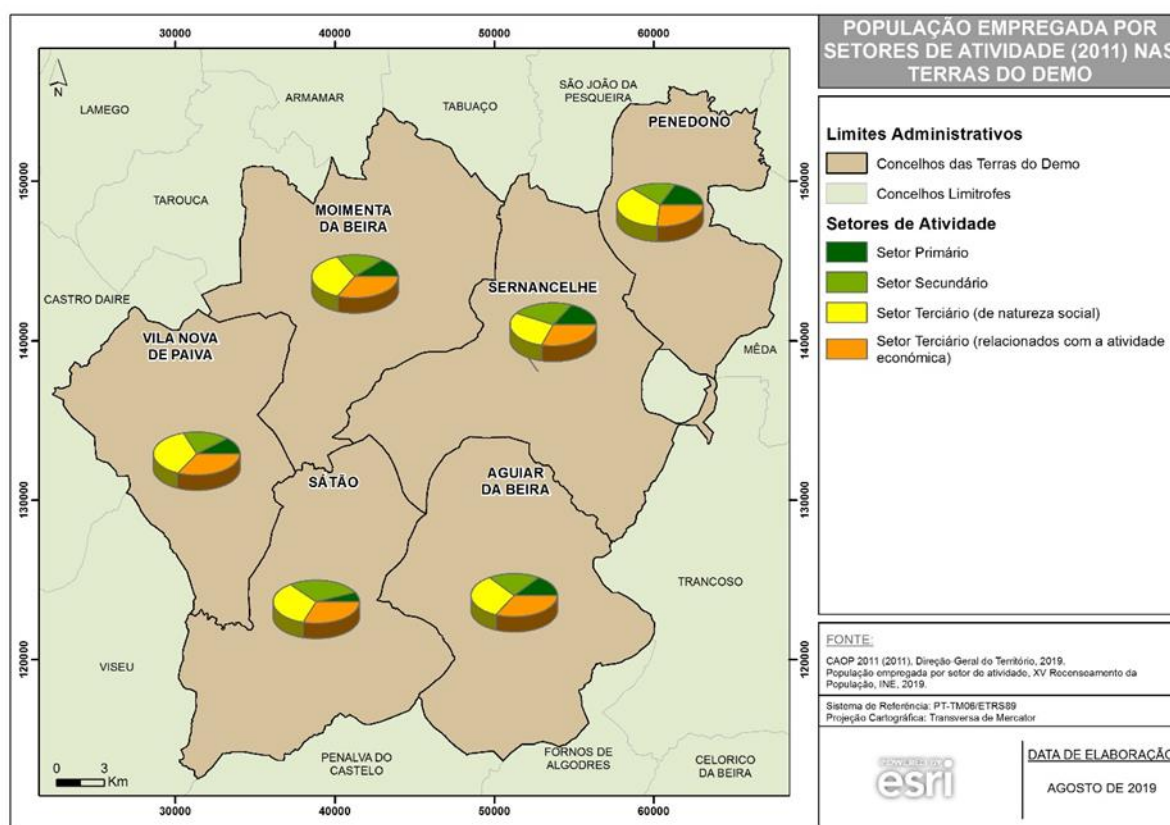 POPULAÇÃO EMPREGADA POR
SETORES DE ATIVIDADE (2011) NAS
TERRAS DO DEMO
30000 40000 50000 60000
150000
140000
130000
120000
150000
140000
130000
120000
N
LAMEGO
ARMAMAR
TABUAÇO
SÃO JOÃO DA
PESQUEIRA
PENEDONO
TAROUCA
MOIMENTA
DA BEIRA
SERNANCELHE
CASTRO DAIRE
VILA NOVA
DE PAIVA
MÊDA
SÁTÃO
AGUIAR
DA BEIRA
TRANCOSO
VISEU
PENALVA DO
CASTELO
FORNOS DE
ALGODRES
CELORICO
DA BEIRA
0 3
Km
30000 40000 50000 60000
Limites Administrativos
Concelhos das Terras do Demo
Concelhos Limitrofes
Setores de Atividade
Setor Primário
Setor Secundário
Setor Terciário (de natureza social)
Setor Terciário (relacionados com a atividade
económica)
FONTE:
CAOP 2011 (2011), Direção-Geral do Território, 2019.
População empregada por setor de atividade, XV Recenseamento da
População, INE, 2019.
Sistema de Referência: PT-TM06/ETRS89
Projeção Cartográfica: Transversa de Mercator
POWERED BY
esri
DATA DE ELABORAÇÃO
AGOSTO DE 2019